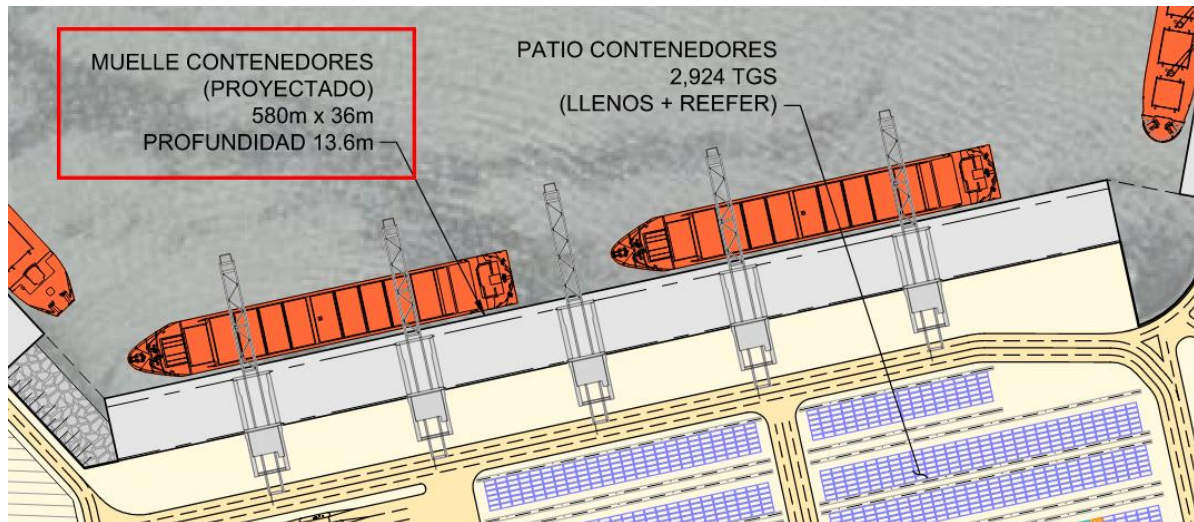 MUELLE CONTENEDORES
(PROYECTADO)
580m x 36m
PROFUNDIDAD 13.6m
PATIO CONTENEDORES
2,924 TGS
(LLENOS + REEFER)